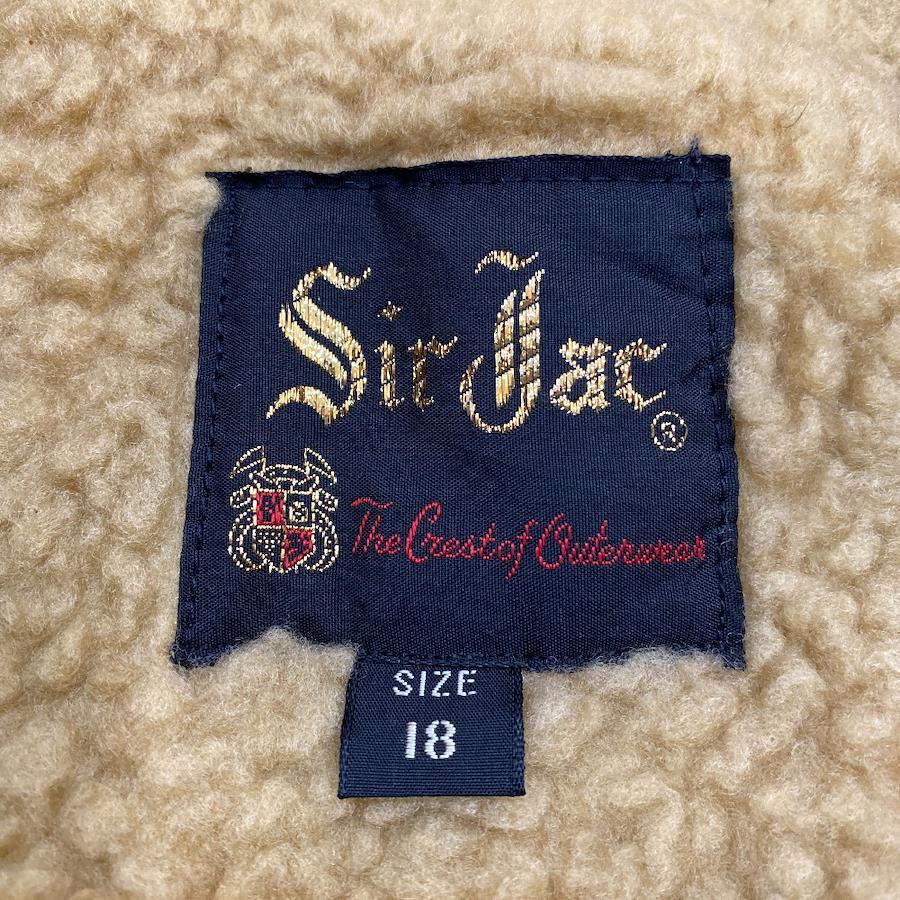 Sir Jac®
The Crest of Outerwear
SIZE
18